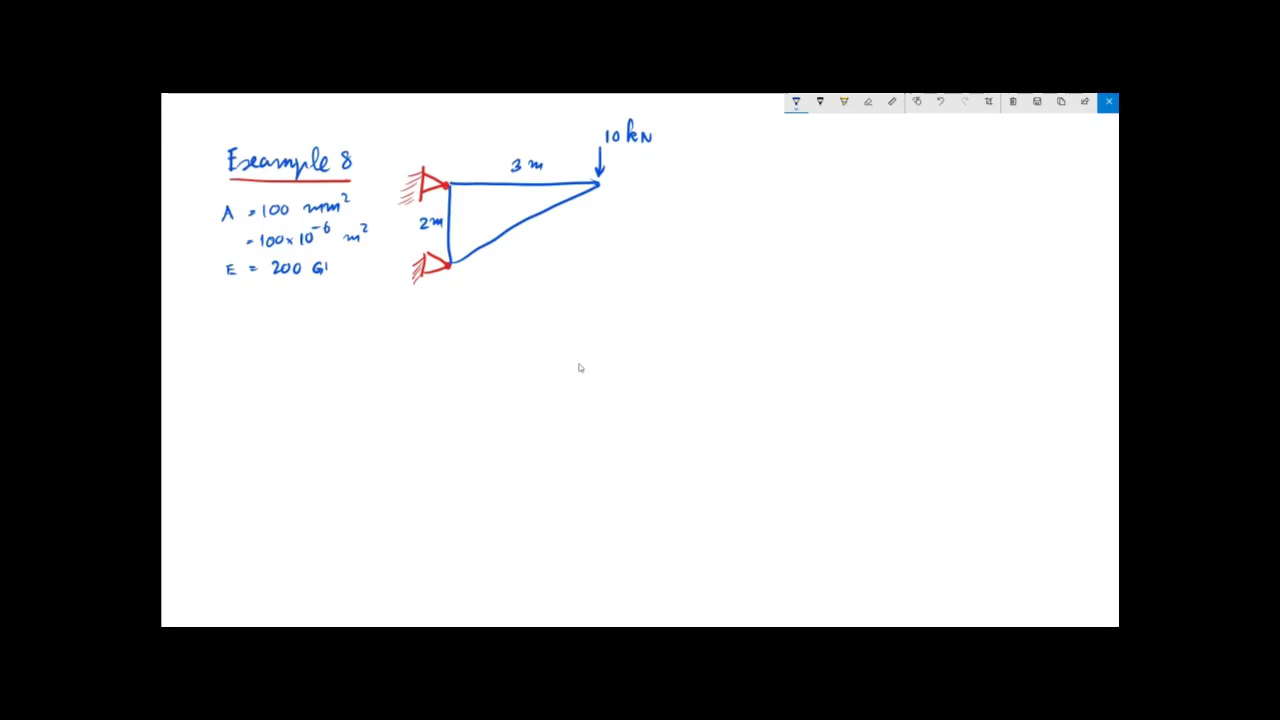 Example 8
A = 100 mm²
= 100 × 10⁻⁶ m²
E = 200 G
10 kN
3 m
2 m